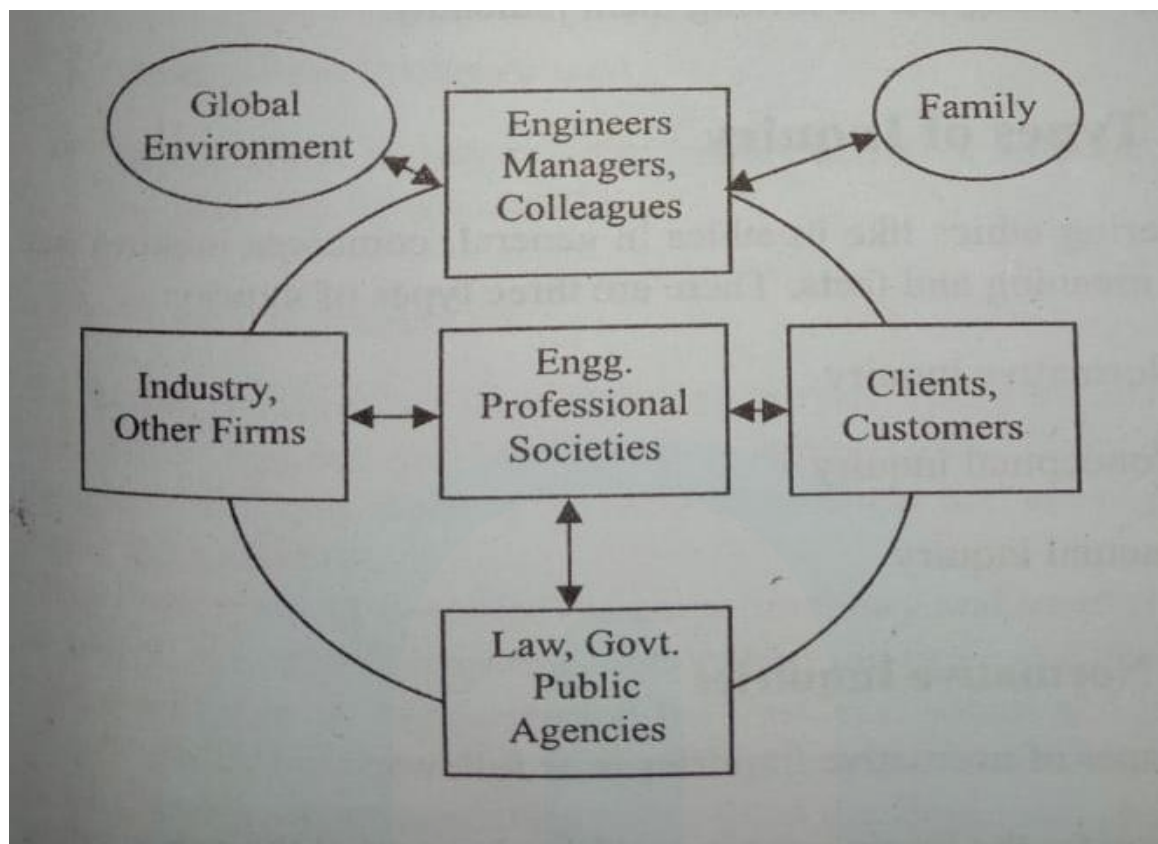 Global
Environment
Engineers
Managers,
Colleagues
Family
Industry,
Other Firms
Engg.
Professional
Societies
Clients,
Customers
Law, Govt.
Public
Agencies